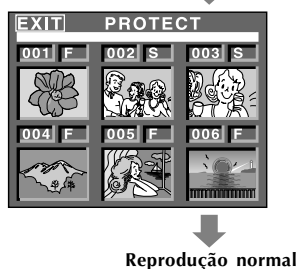 EXIT PROTECT
001 F 002 S 003 S
004 F 005 F 006 F
Reprodução normal